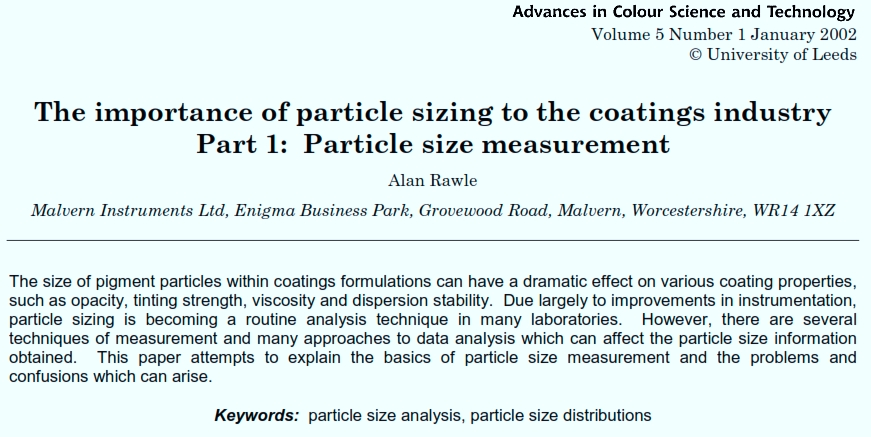 Advances in Colour Science and Technology
Volume 5 Number 1 January 2002
© University of Leeds
The importance of particle sizing to the coatings industry
Part 1: Particle size measurement
Alan Rawle
Malvern Instruments Ltd, Enigma Business Park, Grovewood Road, Malvern, Worcestershire, WR14 1XZ
The size of pigment particles within coatings formulations can have a dramatic effect on various coating properties,
such as opacity, tinting strength, viscosity and dispersion stability. Due largely to improvements in instrumentation,
particle sizing is becoming a routine analysis technique in many laboratories. However, there are several
techniques of measurement and many approaches to data analysis which can affect the particle size information
obtained. This paper attempts to explain the basics of particle size measurement and the problems and
confusions which can arise.
Keywords: particle size analysis, particle size distributions